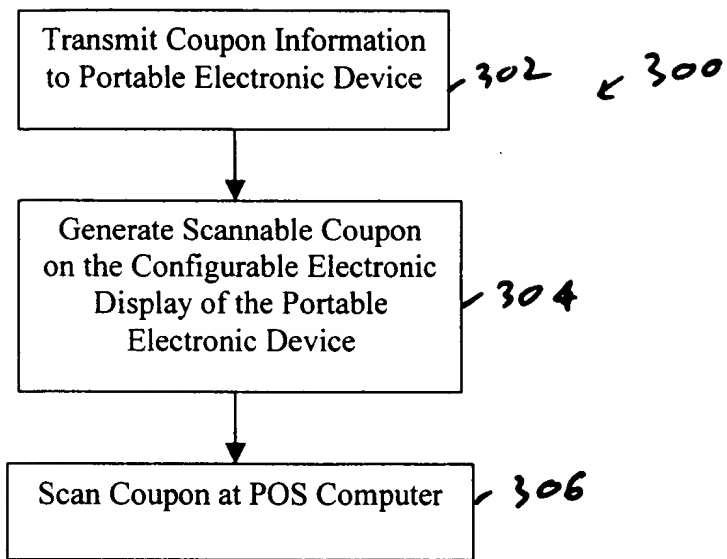 Transmit Coupon Information
to Portable Electronic Device
302
300
Generate Scannable Coupon
on the Configurable Electronic
Display of the Portable
Electronic Device
304
Scan Coupon at POS Computer
306